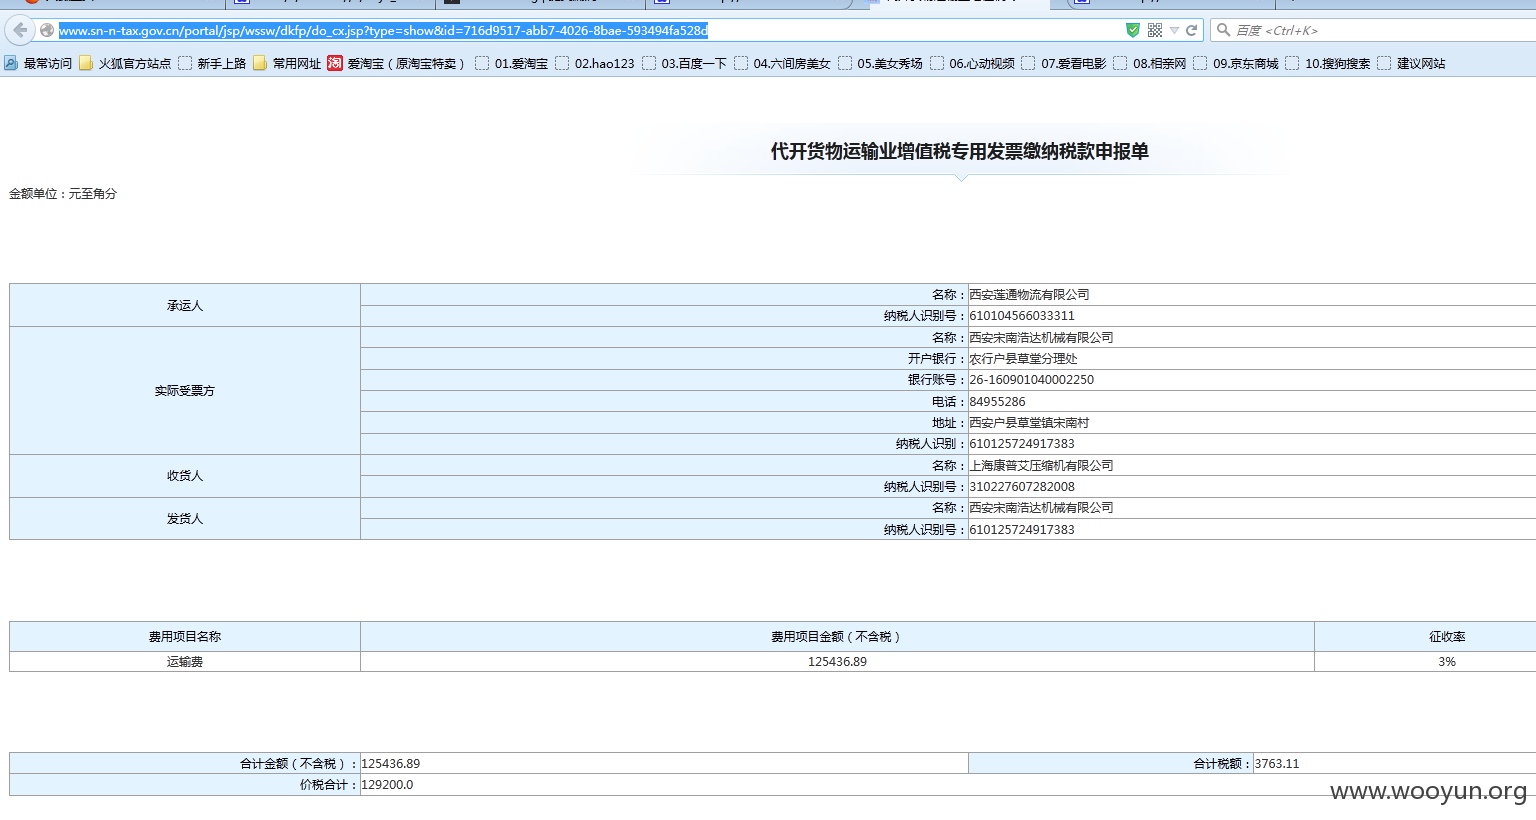 www.sn-n-tax.gov.cn/portal/jsp/wssw/dkfp/do_cx.jsp?type=show&id=716d9517-abb7-4026-8bae-593494fa528d
百度 <Ctrl+K>
最常访问 火狐官方站点 新手上路 常用网址 淘 爱淘宝（原淘宝特卖） 01.爱淘宝 02.hao123 03.百度一下 04.六间房美女 05.美女秀场 06.心动视频 07.爱看电影 08.相亲网 09.京东商城 10.搜狗搜索 建议网站
代开货物运输业增值税专用发票缴纳税款申报单
金额单位：元至角分
承运人
名称： 西安莲通物流有限公司
纳税人识别号： 610104566033311
实际受票方
名称： 西安宋南浩达机械有限公司
开户银行： 农行户县草堂分理处
银行账号： 26-160901040002250
电话： 84955286
地址： 西安户县草堂镇宋南村
纳税人识别： 610125724917383
收货人
名称： 上海康普艾压缩机有限公司
纳税人识别号： 310227607282008
发货人
名称： 西安宋南浩达机械有限公司
纳税人识别号： 610125724917383
费用项目名称 费用项目金额（不含税） 征收率
运输费 125436.89 3%
合计金额（不含税）： 125436.89 合计税额： 3763.11
价税合计： 129200.0
www.wooyun.org